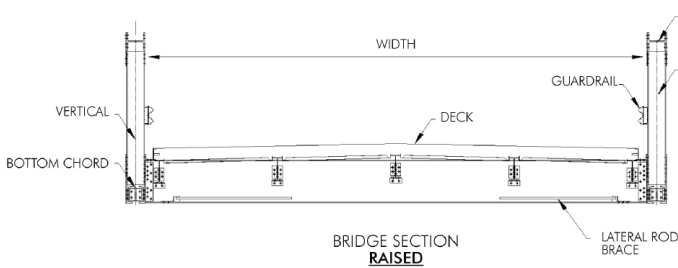 WIDTH
GUARDRAIL
VERTICAL
DECK
BOTTOM CHORD
LATERAL ROD
BRACE
BRIDGE SECTION
RAISED